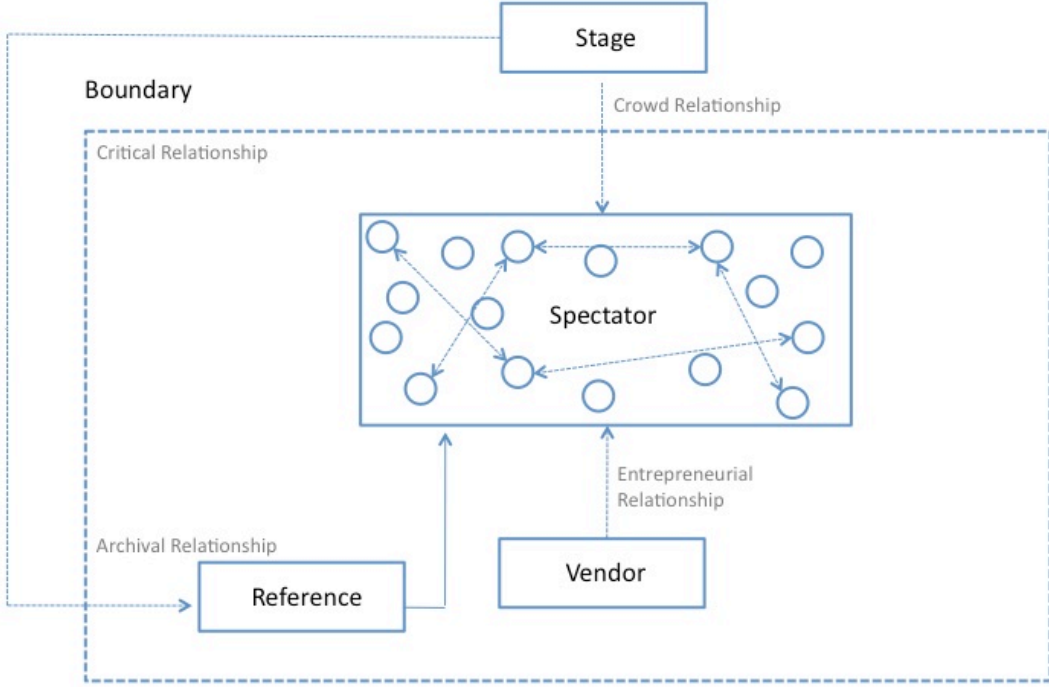 Stage
Boundary
Crowd Relationship
Critical Relationship
Spectator
Entrepreneurial
Relationship
Archival Relationship
Vendor
Reference